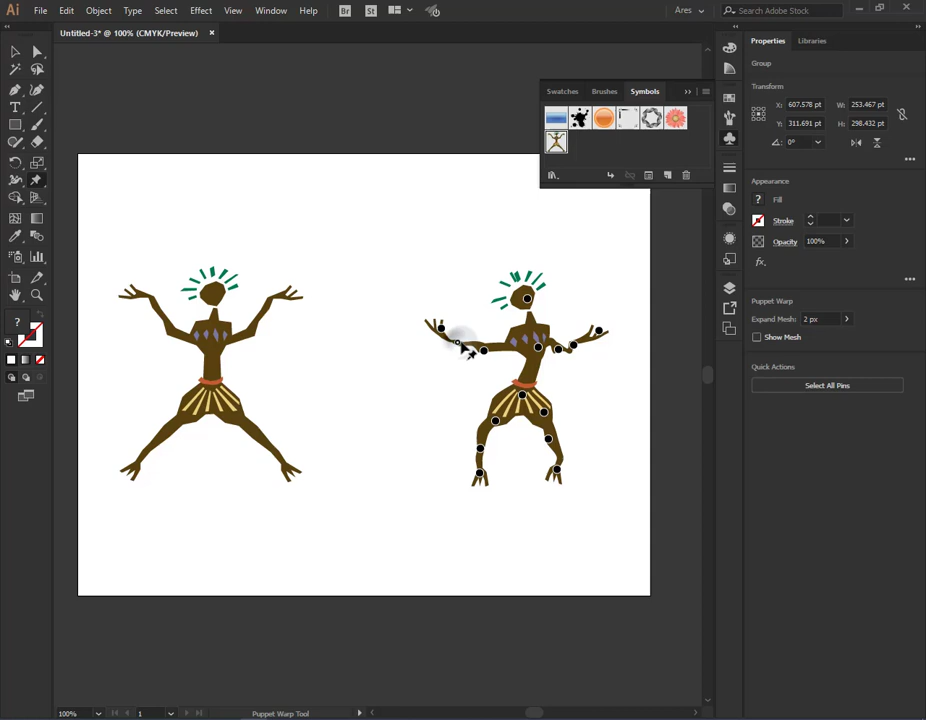 Ai File Edit Object Type Select Effect View Window Help Br St Ares Search Adobe Stock
Untitled-3* @ 100% (CMYK/Preview) ×
Properties Libraries
Group
Swatches Brushes Symbols
Transform
X: 607.578 pt W: 253.467 pt
Y: 311.691 pt H: 298.432 pt
0°
Appearance
? Fill
Stroke
Opacity 100%
fx.
Puppet Warp
Expand Mesh: 2 px
Show Mesh
Quick Actions
Select All Pins
T
?
100% 1 Puppet Warp Tool